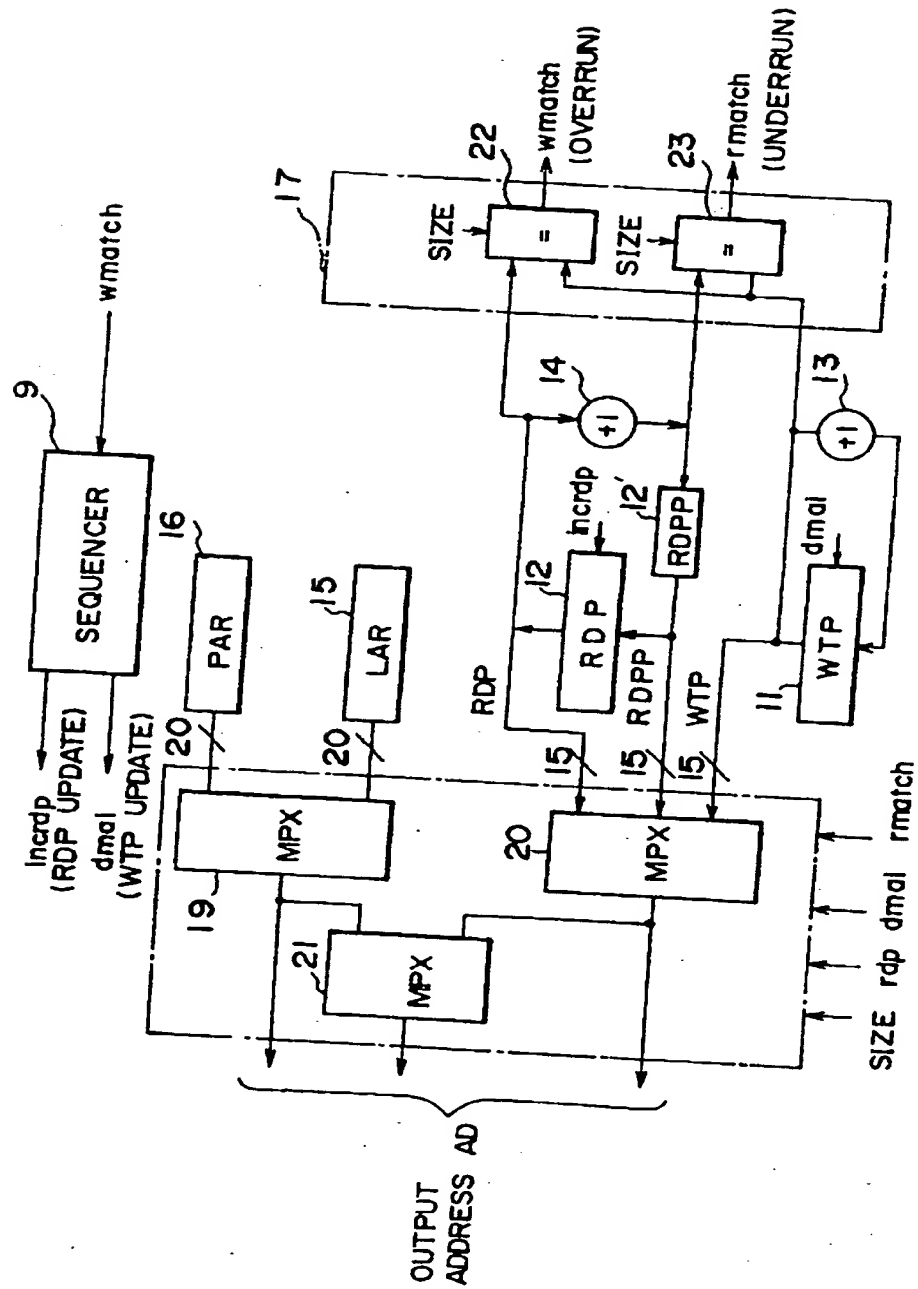 9
SEQUENCER
wmatch
Incrdp
(RDP UPDATE)
dmal
(WTP UPDATE)
16
PAR
20
15
LAR
20
19
MPX
21
MPX
20
MPX
OUTPUT
ADDRESS AD
SIZE rdp dmal rmatch
15
15
15
RDP
RDPP
WTP
12
RDP
incrdp
12'
RDPP
14
+1
11
WTP
dmal
13
+1
17
SIZE
22
=
wmatch
(OVERRUN)
SIZE
23
=
rmatch
(UNDERRUN)